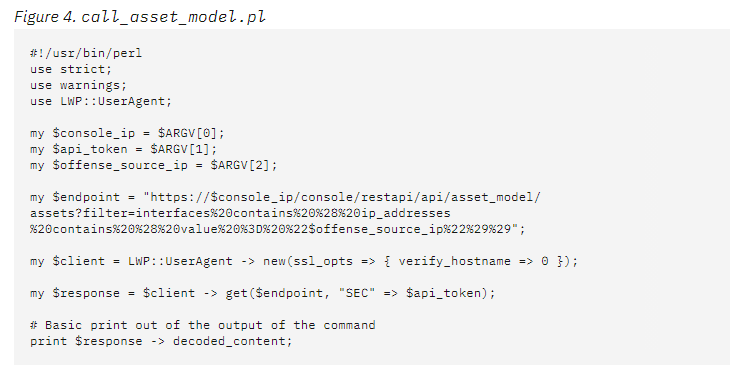 Figure 4. call_asset_model.pl
#!/usr/bin/perl
use strict;
use warnings;
use LWP::UserAgent;
my $console_ip = $ARGV[0];
my $api_token = $ARGV[1];
my $offense_source_ip = $ARGV[2];
my $endpoint = "https://$console_ip/console/restapi/api/asset_model/
assets?filter=interfaces%20contains%20%28%20ip_addresses
%20contains%20%28%20value%20%3D%20%22$offense_source_ip%22%29%29";
my $client = LWP::UserAgent -> new(ssl_opts => { verify_hostname => 0 });
my $response = $client -> get($endpoint, "SEC" => $api_token);
# Basic print out of the output of the command
print $response -> decoded_content;